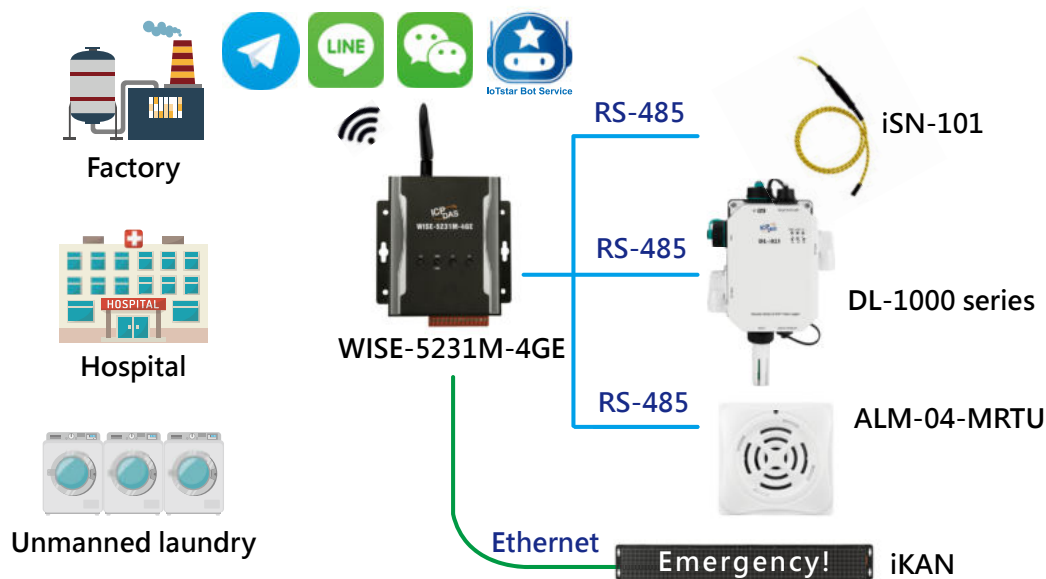 LINE
IoTstar Bot Service
Factory
HOSPITAL
Hospital
Unmanned laundry
ICP DAS
WISE-5231M-4GE
WISE-5231M-4GE
RS-485
iSN-101
RS-485
DL-1000 series
RS-485
ALM-04-MRTU
Ethernet
Emergency!
iKAN